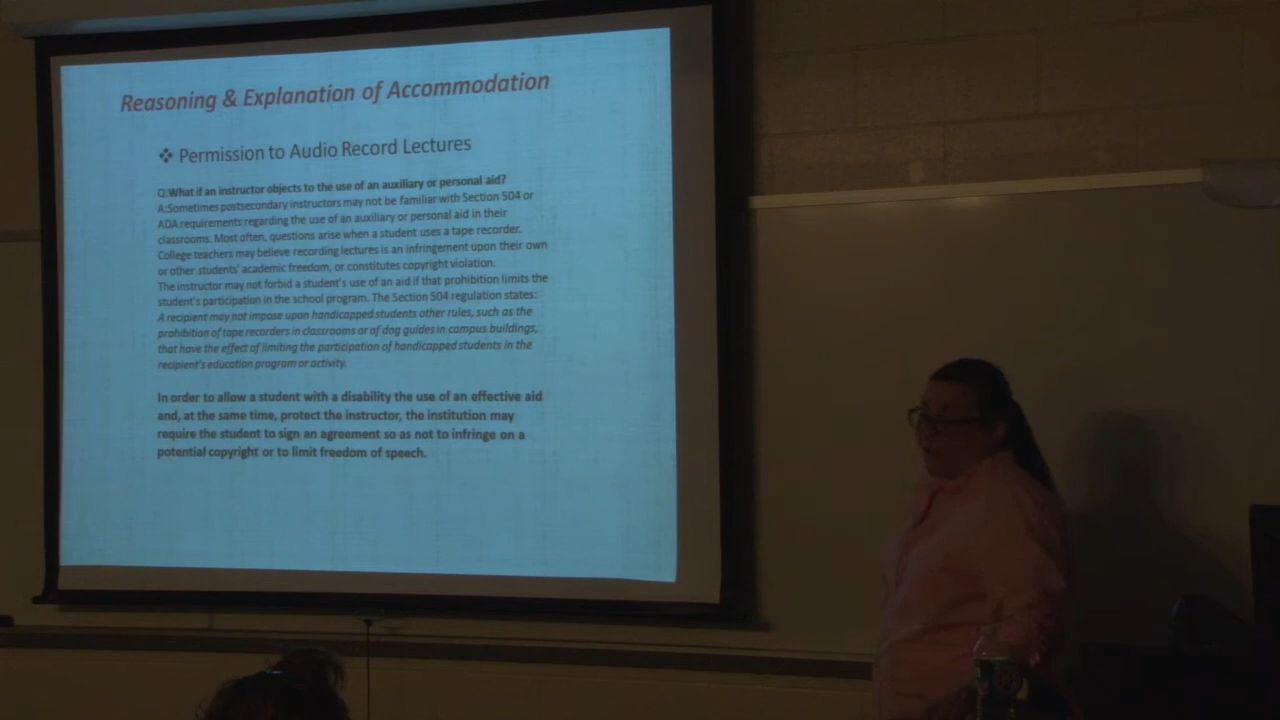 Reasoning & Explanation of Accommodation
❖ Permission to Audio Record Lectures
Q:What if an instructor objects to the use of an auxiliary or personal aid?
A:Sometimes postsecondary instructors may not be familiar with Section 504 or
ADA requirements regarding the use of an auxiliary or personal aid in their
classrooms. Most often, questions arise when a student uses a tape recorder.
College teachers may believe recording lectures is an infringement upon their own
or other students' academic freedom, or constitutes copyright violation.
The instructor may not forbid a student's use of an aid if that prohibition limits the
student's participation in the school program. The Section 504 regulation states:
A recipient may not impose upon handicapped students other rules, such as the
prohibition of tape recorders in classrooms or of dog guides in campus buildings,
that have the effect of limiting the participation of handicapped students in the
recipient's education program or activity.
In order to allow a student with a disability the use of an effective aid
and, at the same time, protect the instructor, the institution may
require the student to sign an agreement so as not to infringe on a
potential copyright or to limit freedom of speech.